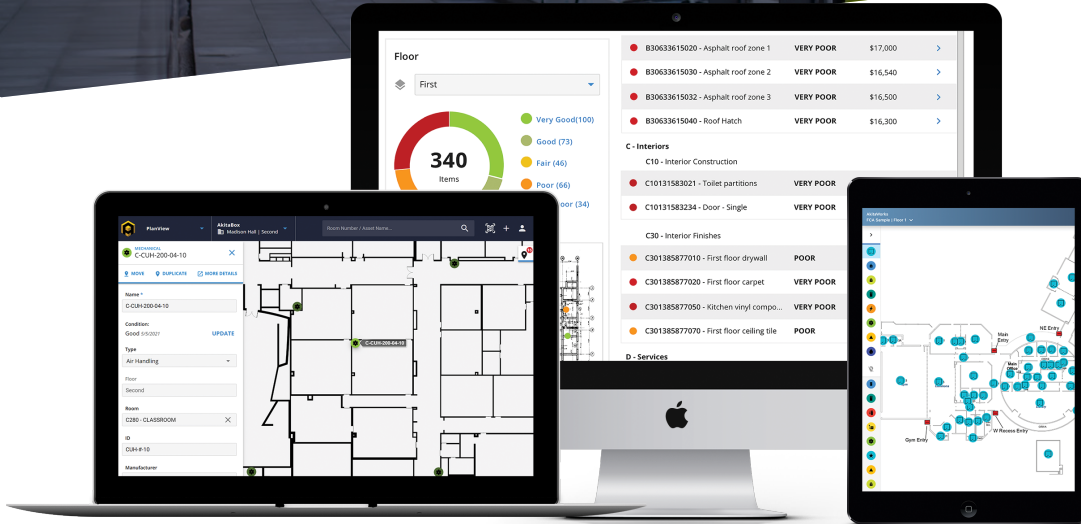 Floor
First
340
Items
Very Good(100)
Good (73)
Fair (46)
Poor (66)
oor (34)
B30633615020 - Asphalt roof zone 1 VERY POOR $17,000
B30633615030 - Asphalt roof zone 2 VERY POOR $16,540
B30633615032 - Asphalt roof zone 3 VERY POOR $16,500
B30633615040 - Roof Hatch VERY POOR $16,300
C - Interiors
C10 - Interior Construction
C10131583021 - Toilet partitions VERY POOR
C10131583234 - Door - Single VERY POOR
C30 - Interior Finishes
C301385877010 - First floor drywall POOR
C301385877020 - First floor carpet VERY POOR
C301385877050 - Kitchen vinyl compo... VERY POOR
C301385877070 - First floor ceiling tile POOR
D - Services
PlanView
AkitaBox
Madison Hall | Second
Room Number / Asset Name...
MECHANICAL
C-CUH-200-04-10
MOVE DUPLICATE MORE DETAILS
Name *
C-CUH-200-04-10
Condition:
Good 5/5/2021 UPDATE
Type
Air Handling
Floor
Second
Room
C280 - CLASSROOM
ID
CUH-#-10
Manufacturer
C-CUH-200-04-10
AkitaWorks
FCA Sample | Floor 1
NE Entry
Main
Entry
Main
Office
W Recess Entry
Gym Entry